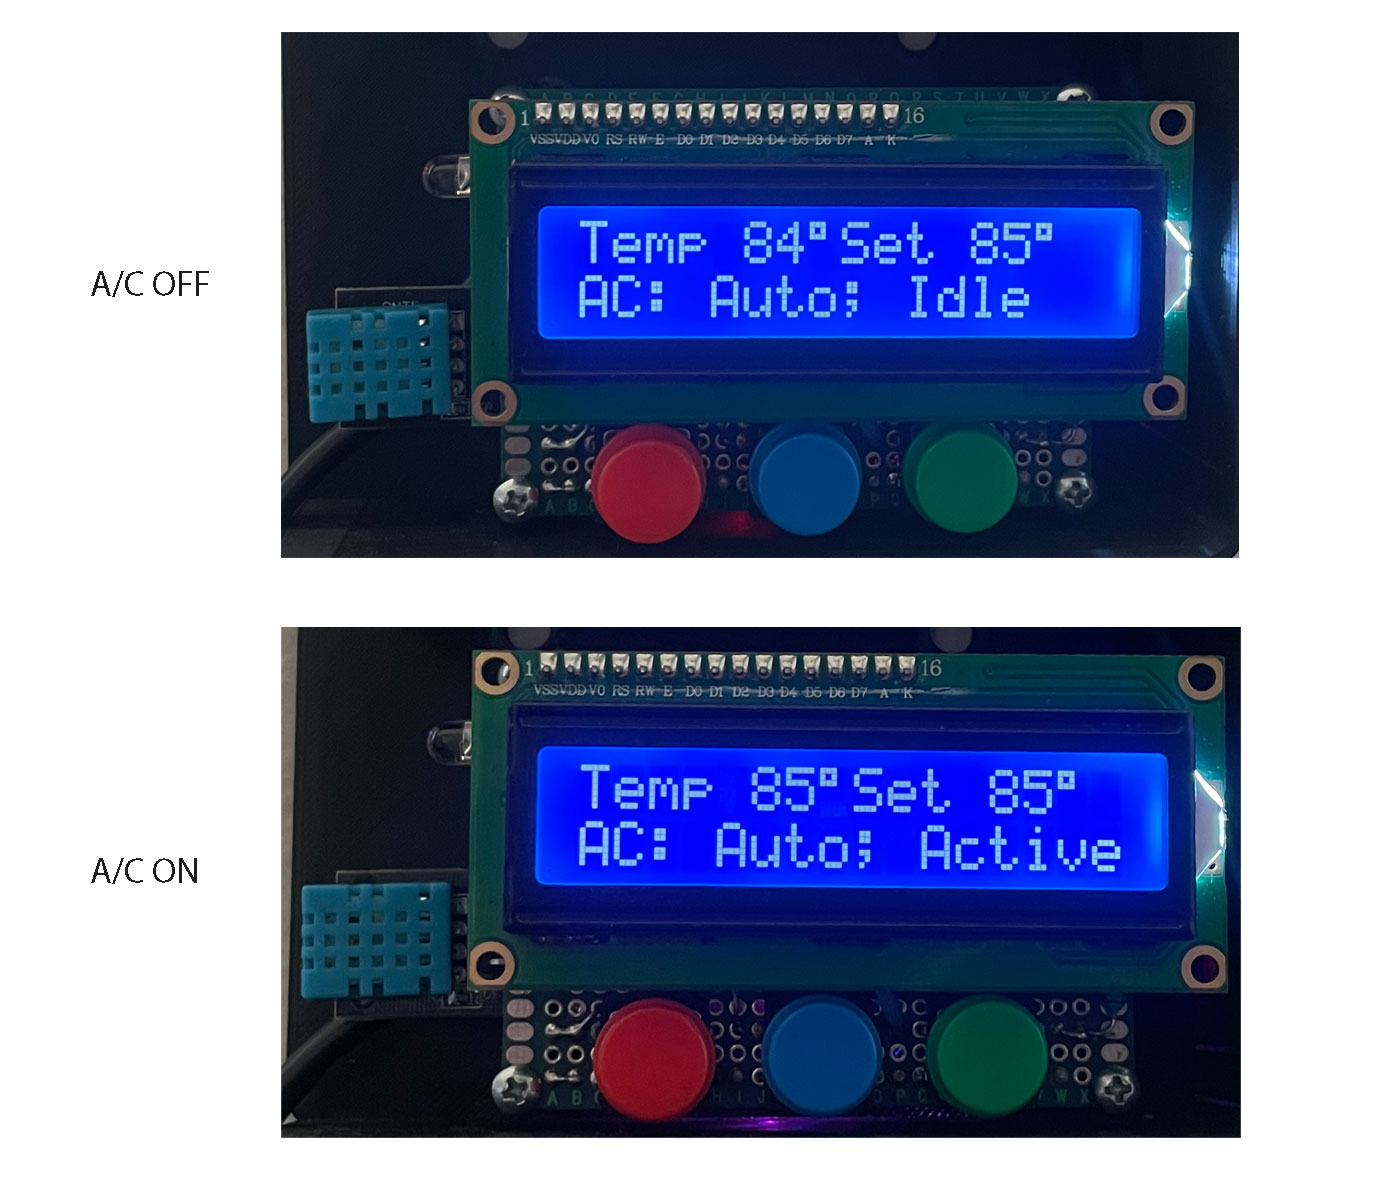 A/C OFF
1 16
VSS VDD V0 RS RW E D0 D1 D2 D3 D4 D5 D6 D7 A K
Temp 84° Set 85°
AC: Auto; Idle
A B
A/C ON
1 16
VSS VDD V0 RS RW E D0 D1 D2 D3 D4 D5 D6 D7 A K
Temp 85° Set 85°
AC: Auto; Active
A B W X